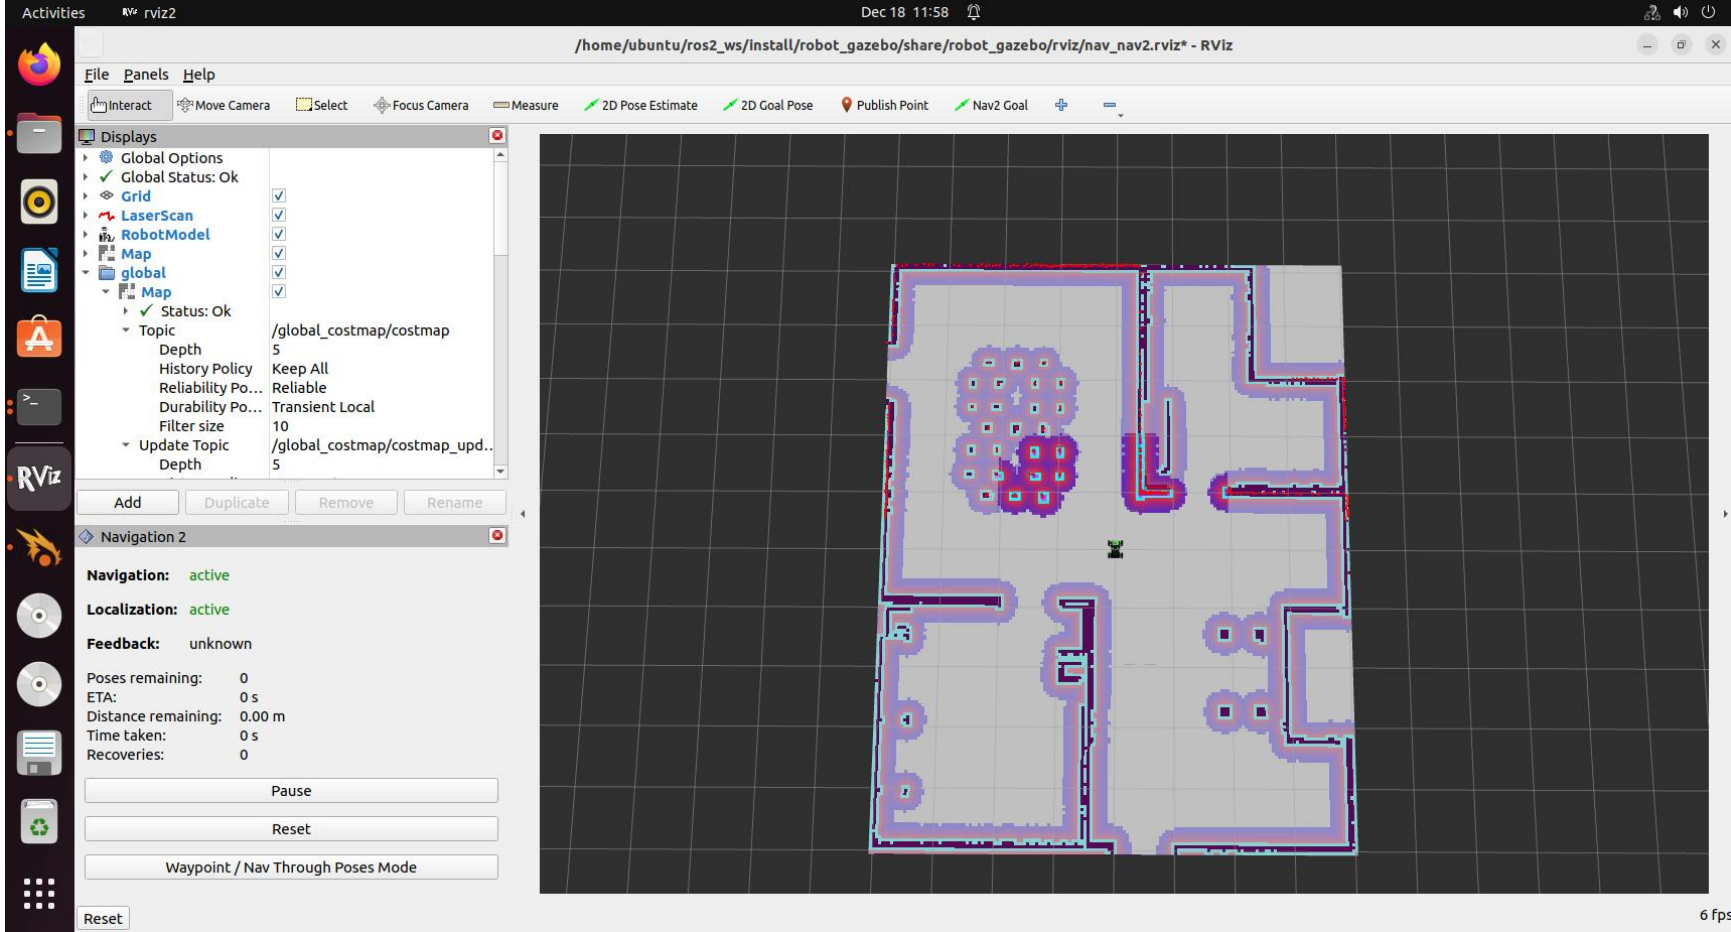 Activities RViz rviz2 Dec 18 11:58
/home/ubuntu/ros2_ws/install/robot_gazebo/share/robot_gazebo/rviz/nav_nav2.rviz* - RViz
File Panels Help
Interact Move Camera Select Focus Camera Measure 2D Pose Estimate 2D Goal Pose Publish Point Nav2 Goal
Displays
Global Options
Global Status: Ok
Grid
LaserScan
RobotModel
Map
global
Map
Status: Ok
Topic /global_costmap/costmap
Depth 5
History Policy Keep All
Reliability Po... Reliable
Durability Po... Transient Local
Filter size 10
Update Topic /global_costmap/costmap_upd..
Depth 5
RViz
Add Duplicate Remove Rename
Navigation 2
Navigation: active
Localization: active
Feedback: unknown
Poses remaining: 0
ETA: 0 s
Distance remaining: 0.00 m
Time taken: 0 s
Recoveries: 0
Pause
Reset
Waypoint / Nav Through Poses Mode
Reset 6 fps